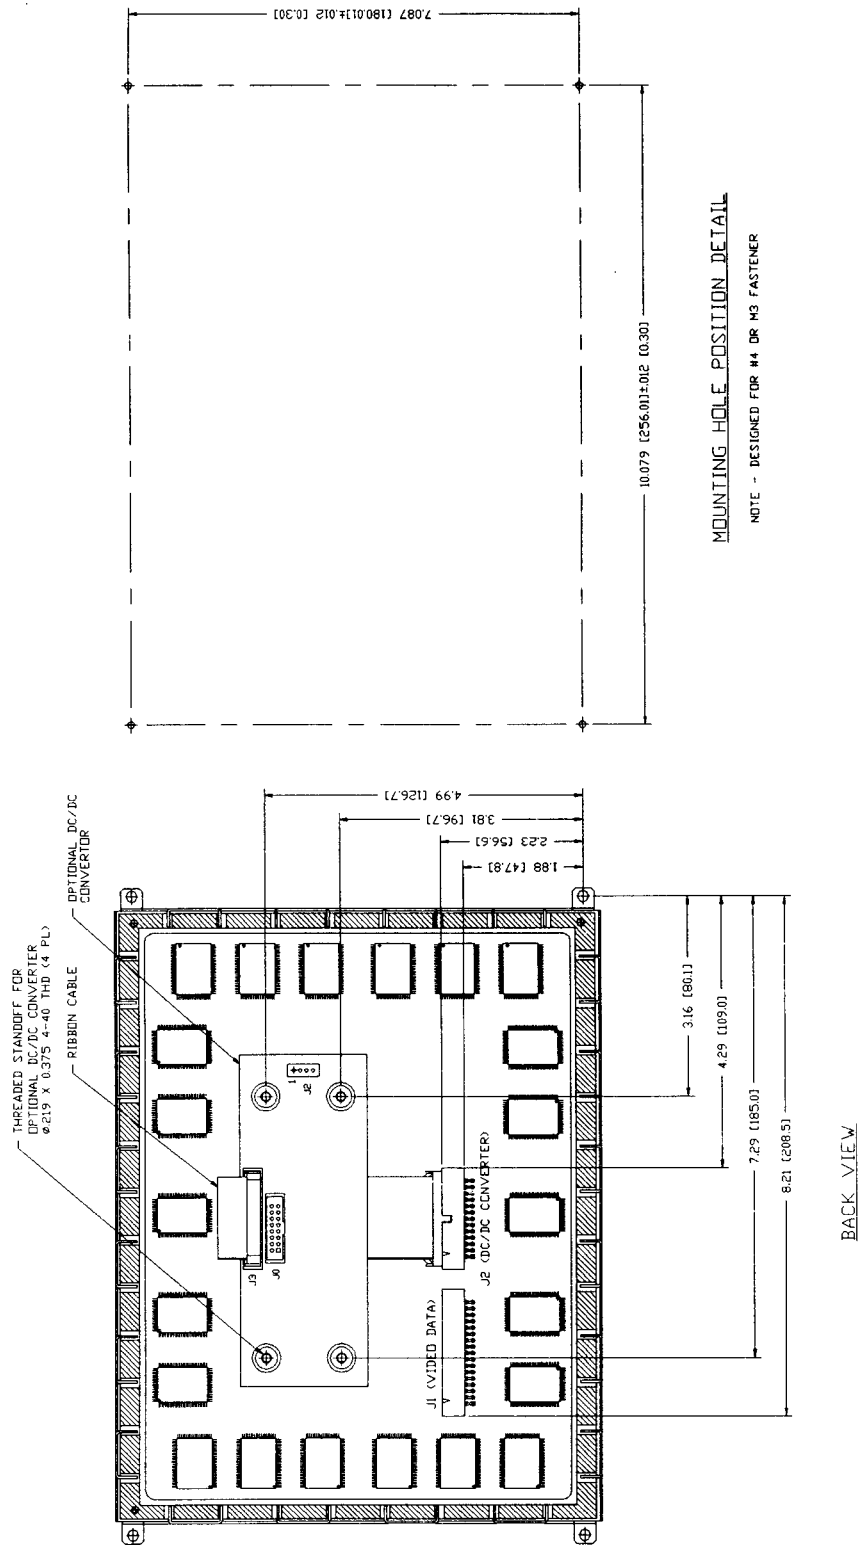 7.087 [180.01]±.012 [0.30]
10.079 [256.01]±.012 [0.30]
MOUNTING HOLE POSITION DETAIL
NOTE - DESIGNED FOR #4 OR M3 FASTENER
THREADED STANDOFF FOR
OPTIONAL DC/DC CONVERTER
ø.219 X 0.375 4-40 THD (4 PL)
RIBBON CABLE
OPTIONAL DC/DC
CONVERTOR
4.99 [126.7]
3.81 [96.7]
2.23 [56.6]
1.88 [47.8]
3.16 [80.1]
4.29 [109.0]
7.29 [185.0]
8.21 [208.5]
1
J2
J3
J0
J2 (DC/DC CONVERTER)
J1 (VIDEO DATA)
BACK VIEW